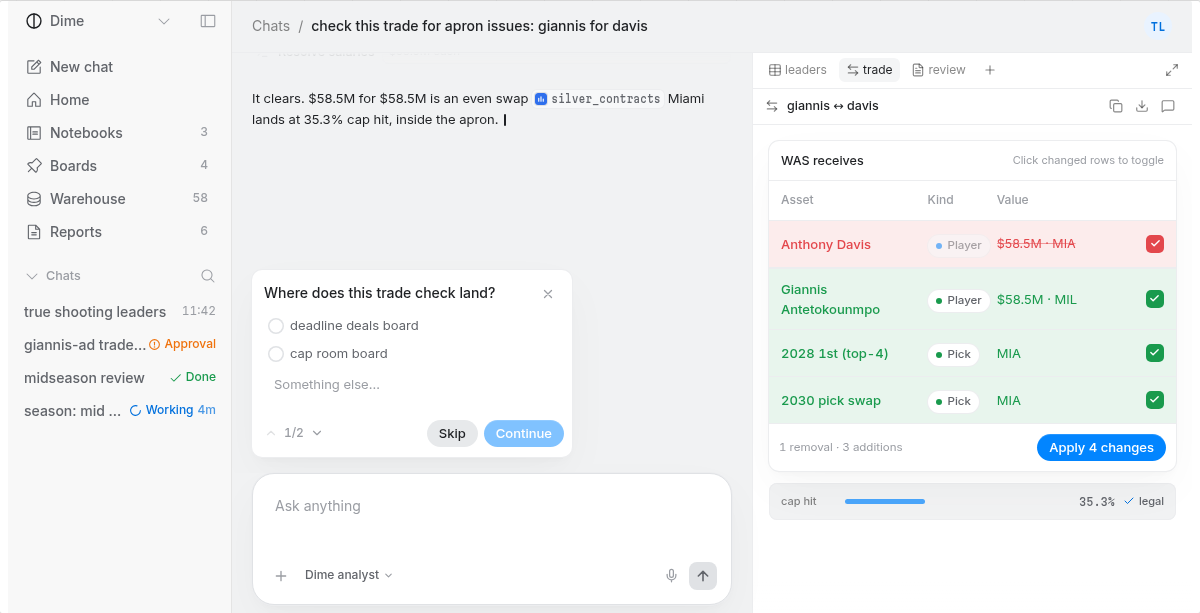 Dime
New chat
Home
Notebooks 3
Boards 4
Warehouse 58
Reports 6
Chats
true shooting leaders 11:42
giannis-ad trade... Approval
midseason review Done
season: mid ... Working 4m
Chats / check this trade for apron issues: giannis for davis
TL
It clears. $58.5M for $58.5M is an even swap silver_contracts Miami
lands at 35.3% cap hit, inside the apron.
Where does this trade check land?
deadline deals board
cap room board
Something else...
1/2 Skip Continue
Ask anything
Dime analyst
leaders trade review
giannis ↔ davis
WAS receives Click changed rows to toggle
Asset Kind Value
Anthony Davis Player $58.5M · MIA
Giannis
Antetokounmpo Player $58.5M · MIL
2028 1st (top-4) Pick MIA
2030 pick swap Pick MIA
1 removal · 3 additions Apply 4 changes
cap hit 35.3% legal